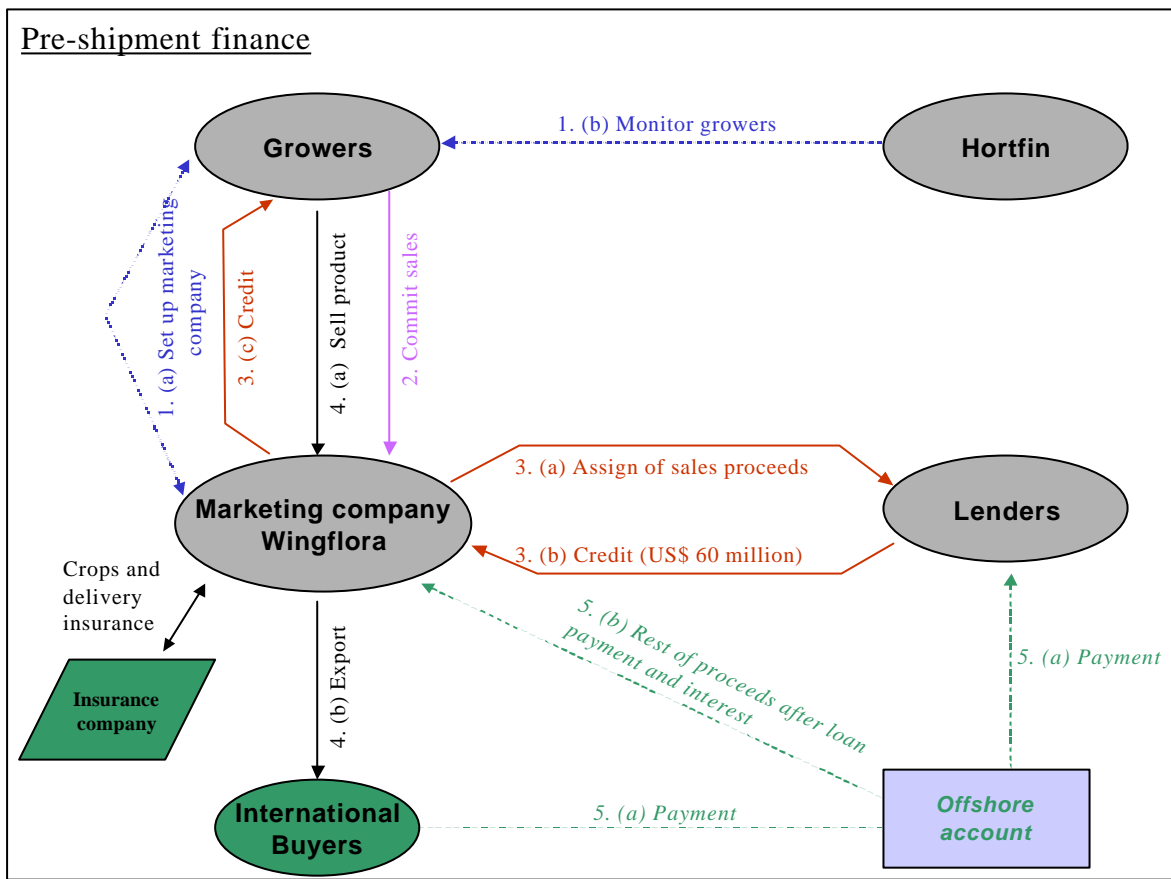 Pre-shipment finance
Growers
1. (b) Monitor growers
Hortfin
1. (a) Set up marketing
company
3. (c) Credit
4. (a) Sell product
2. Commit sales
Marketing company
Wingflora
3. (a) Assign of sales proceeds
3. (b) Credit (US$ 60 million)
Lenders
Crops and
delivery
insurance
Insurance
company
4. (b) Export
5. (b) Rest of proceeds after loan
payment and interest
5. (a) Payment
International
Buyers
5. (a) Payment
Offshore
account